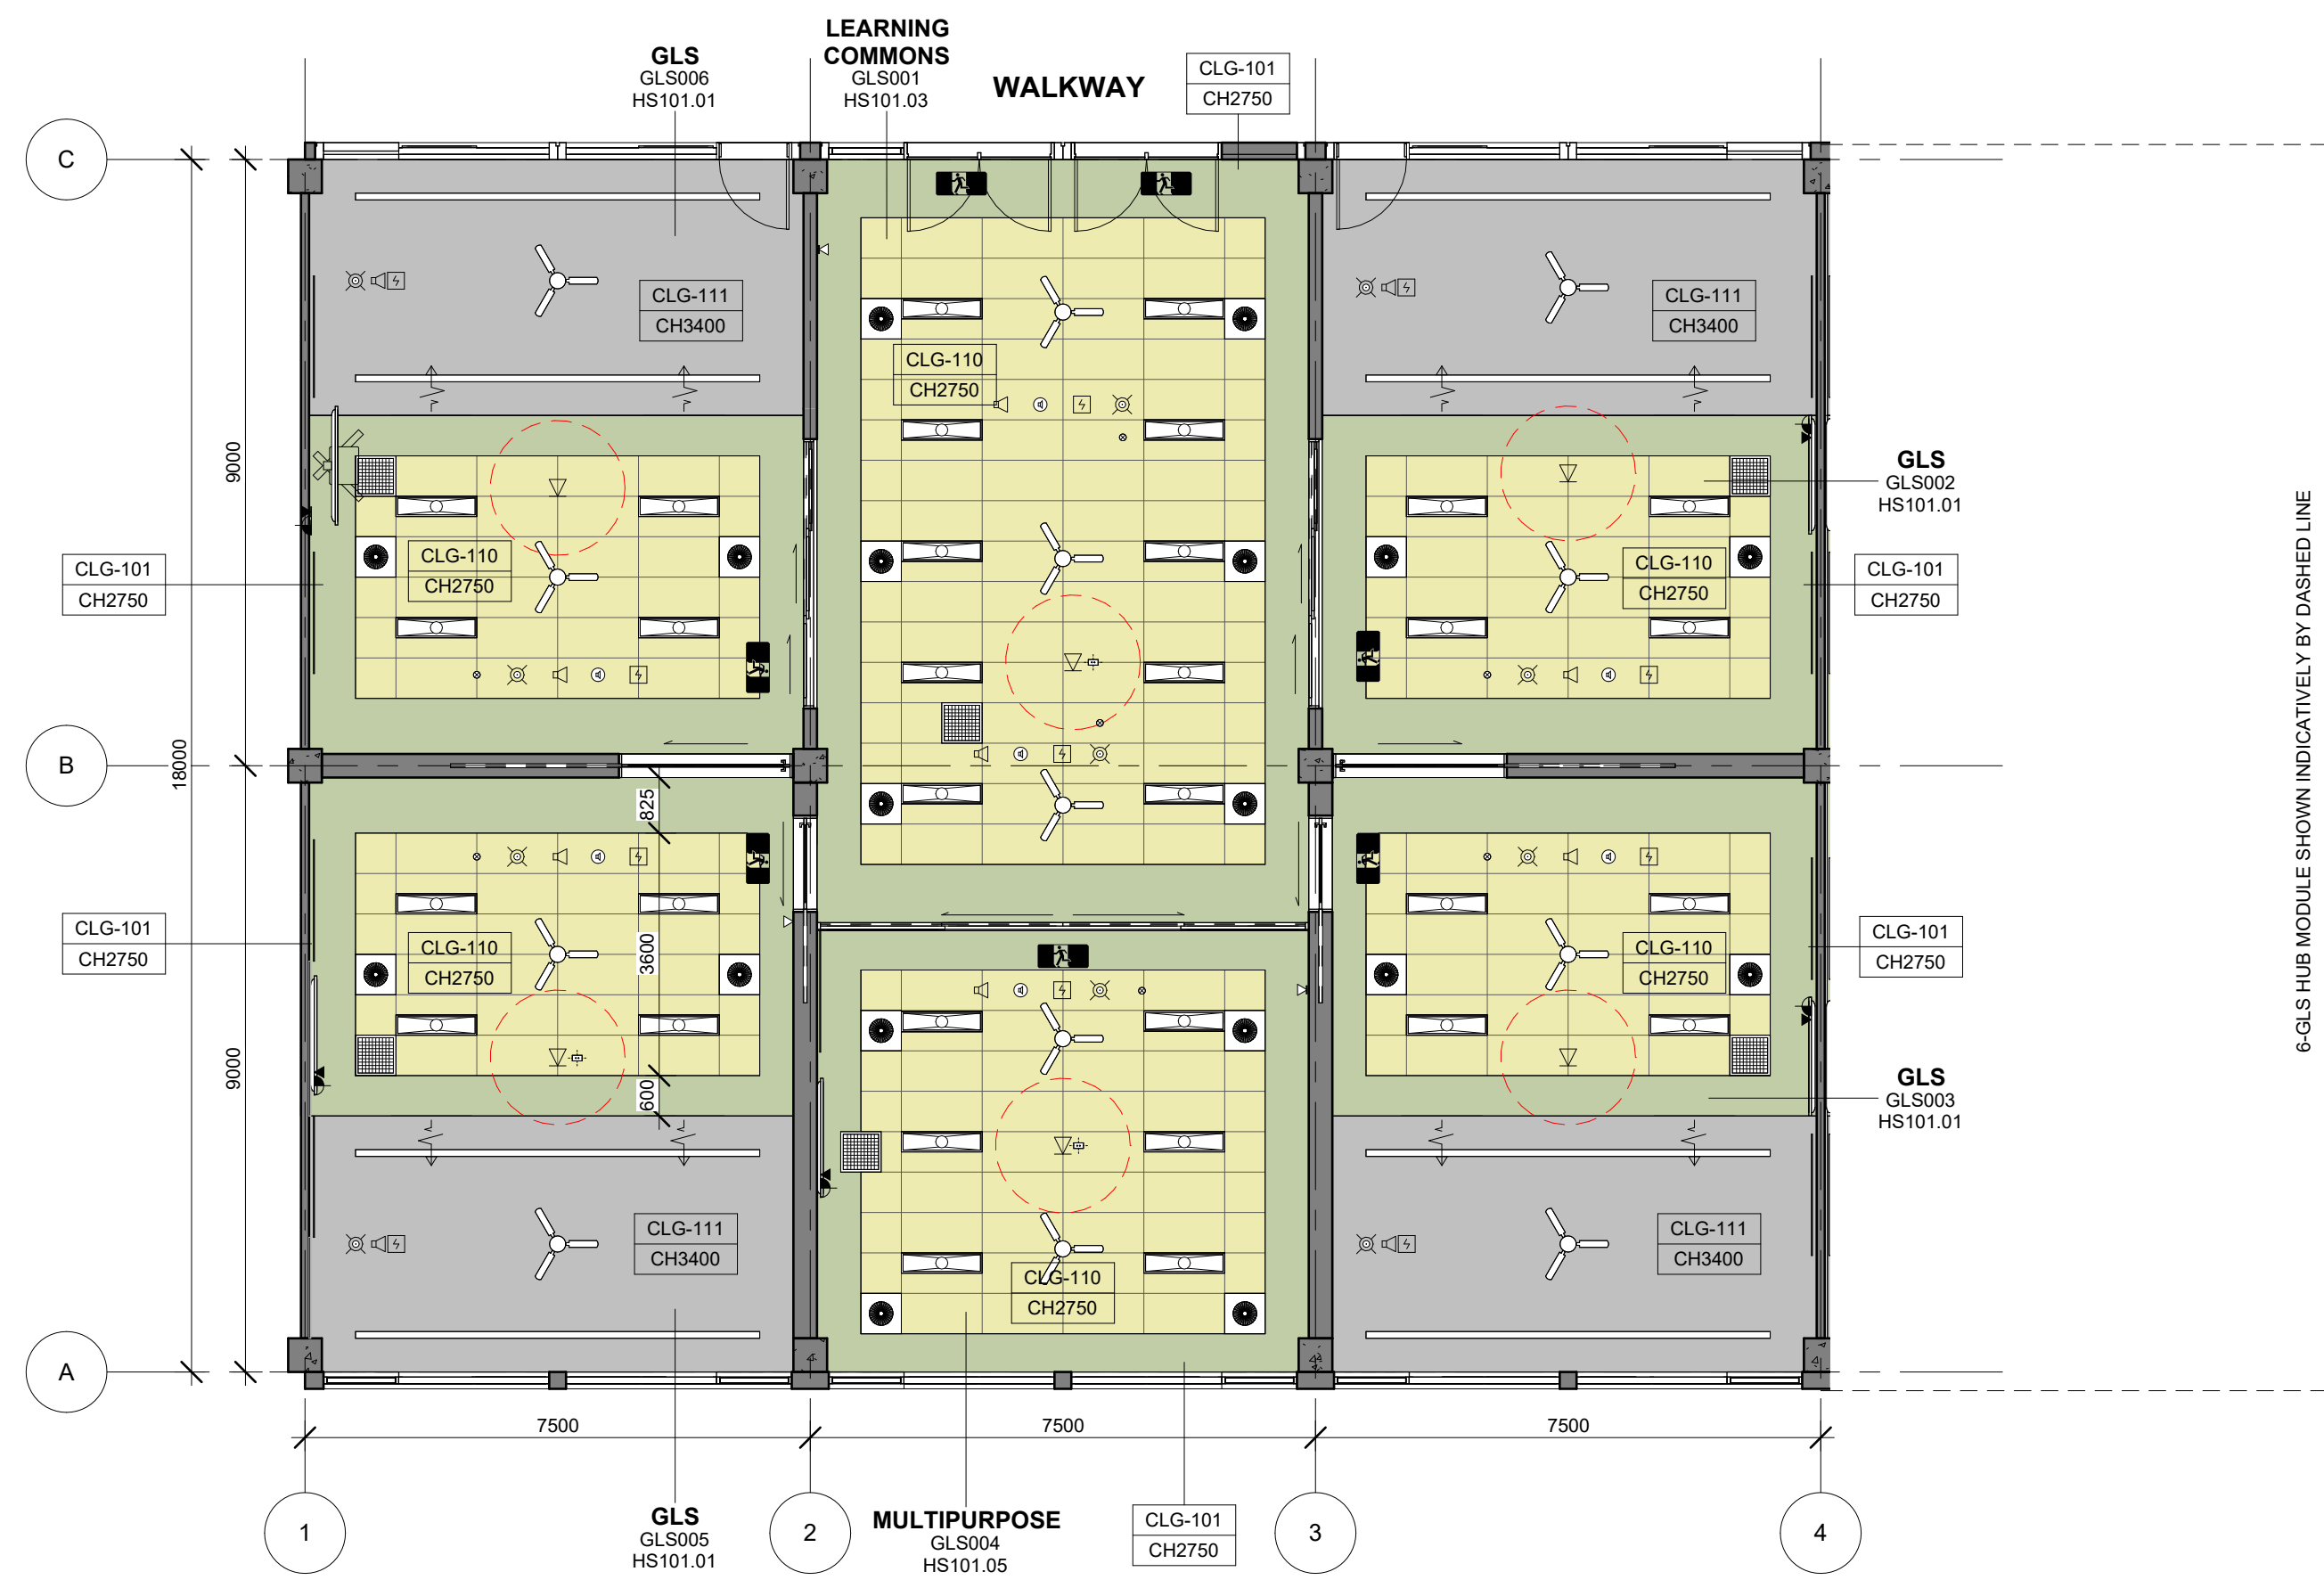 LEARNING
COMMONS
GLS001
HS101.03
GLS
GLS006
HS101.01
WALKWAY
CLG-101
CH2750
C
CLG-111
CH3400
CLG-111
CH3400
CLG-110
CH2750
9000
GLS
GLS002
HS101.01
CLG-101
CH2750
CLG-110
CH2750
CLG-110
CH2750
CLG-101
CH2750
6-GLS HUB MODULE SHOWN INDICATIVELY BY DASHED LINE
B
18000
825
CLG-101
CH2750
CLG-110
CH2750
3600
CLG-110
CH2750
CLG-101
CH2750
9000
600
GLS
GLS003
HS101.01
CLG-111
CH3400
CLG-110
CH2750
CLG-111
CH3400
A
7500
7500
7500
1
GLS
GLS005
HS101.01
2
MULTIPURPOSE
GLS004
HS101.05
CLG-101
CH2750
3
4